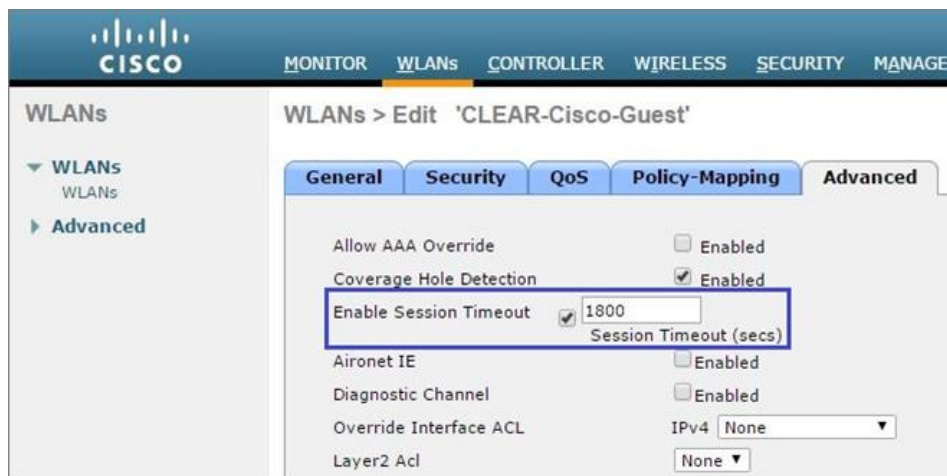 CISCO
MONITOR WLANs CONTROLLER WIRELESS SECURITY MANAGE
WLANs
WLANs > Edit 'CLEAR-Cisco-Guest'
WLANs
WLANs
Advanced
General Security QoS Policy-Mapping Advanced
Allow AAA Override Enabled
Coverage Hole Detection Enabled
Enable Session Timeout 1800
Session Timeout (secs)
Aironet IE Enabled
Diagnostic Channel Enabled
Override Interface ACL IPv4 None
Layer2 Acl None